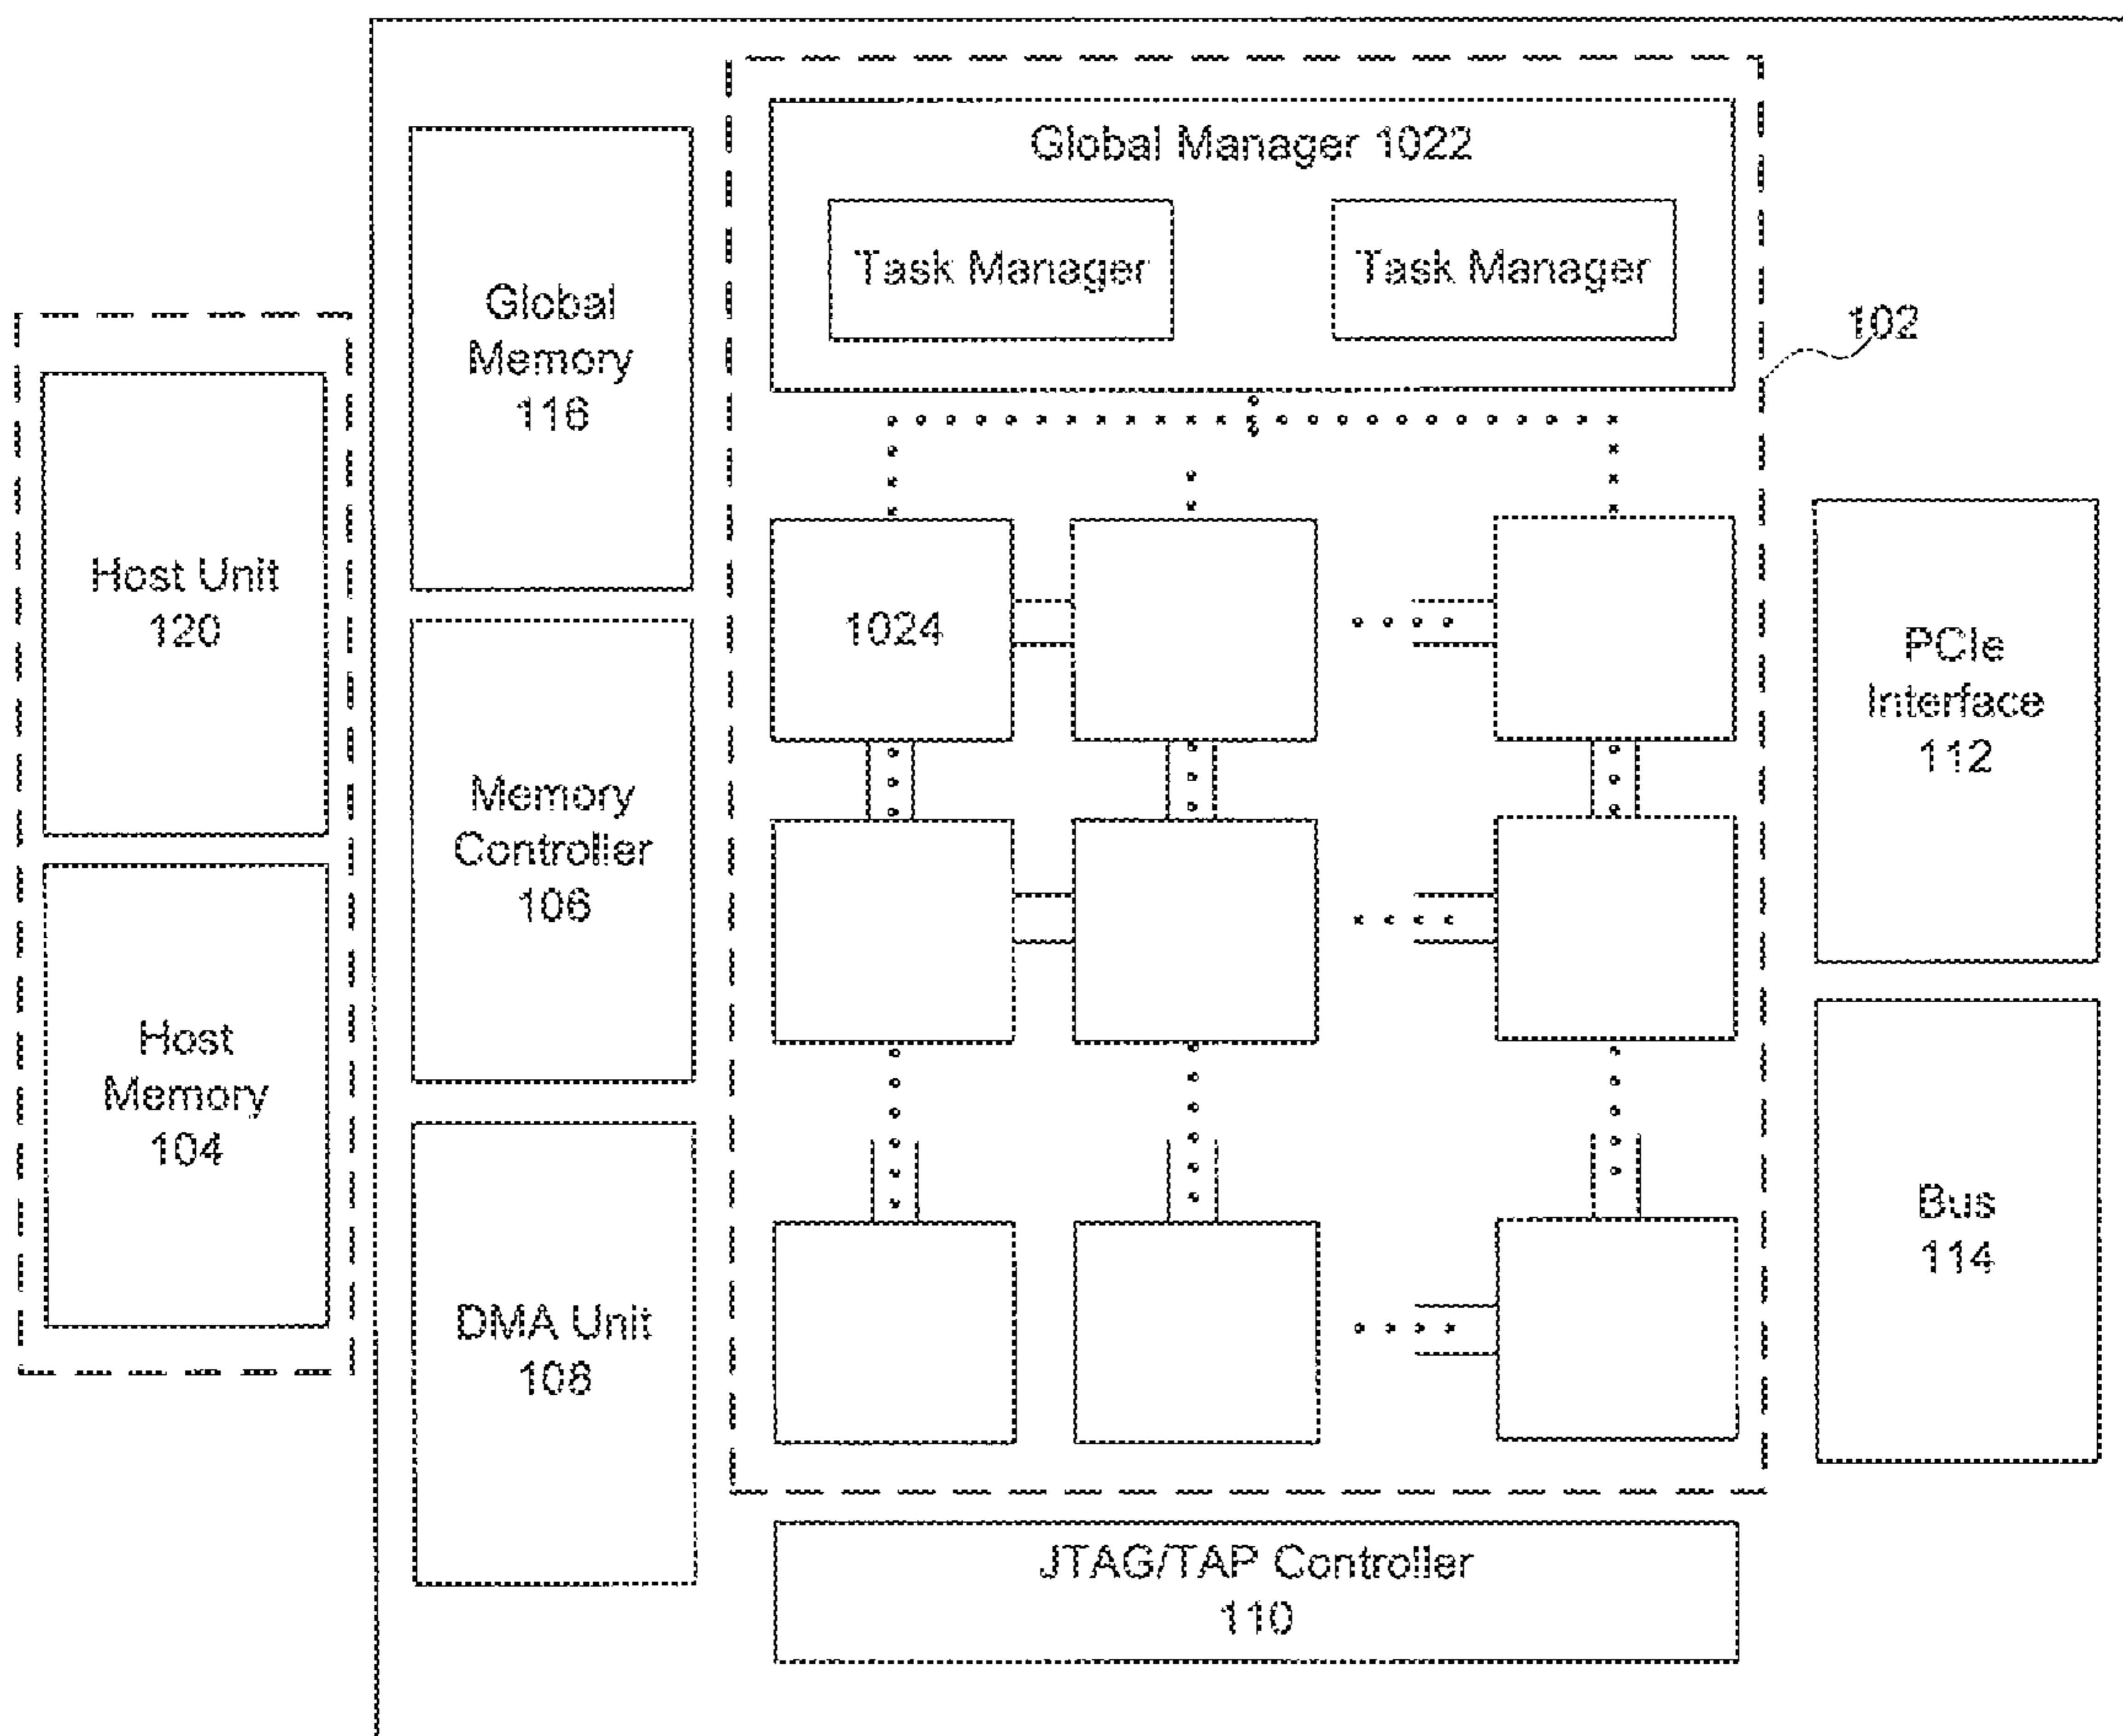 Global Manager 1022
Task Manager
Task Manager
102
Global
Memory
116
Host Unit
120
1024
PCIe
Interface
112
Memory
Controller
106
Host
Memory
104
Bus
114
DMA Unit
108
JTAG/TAP Controller
110